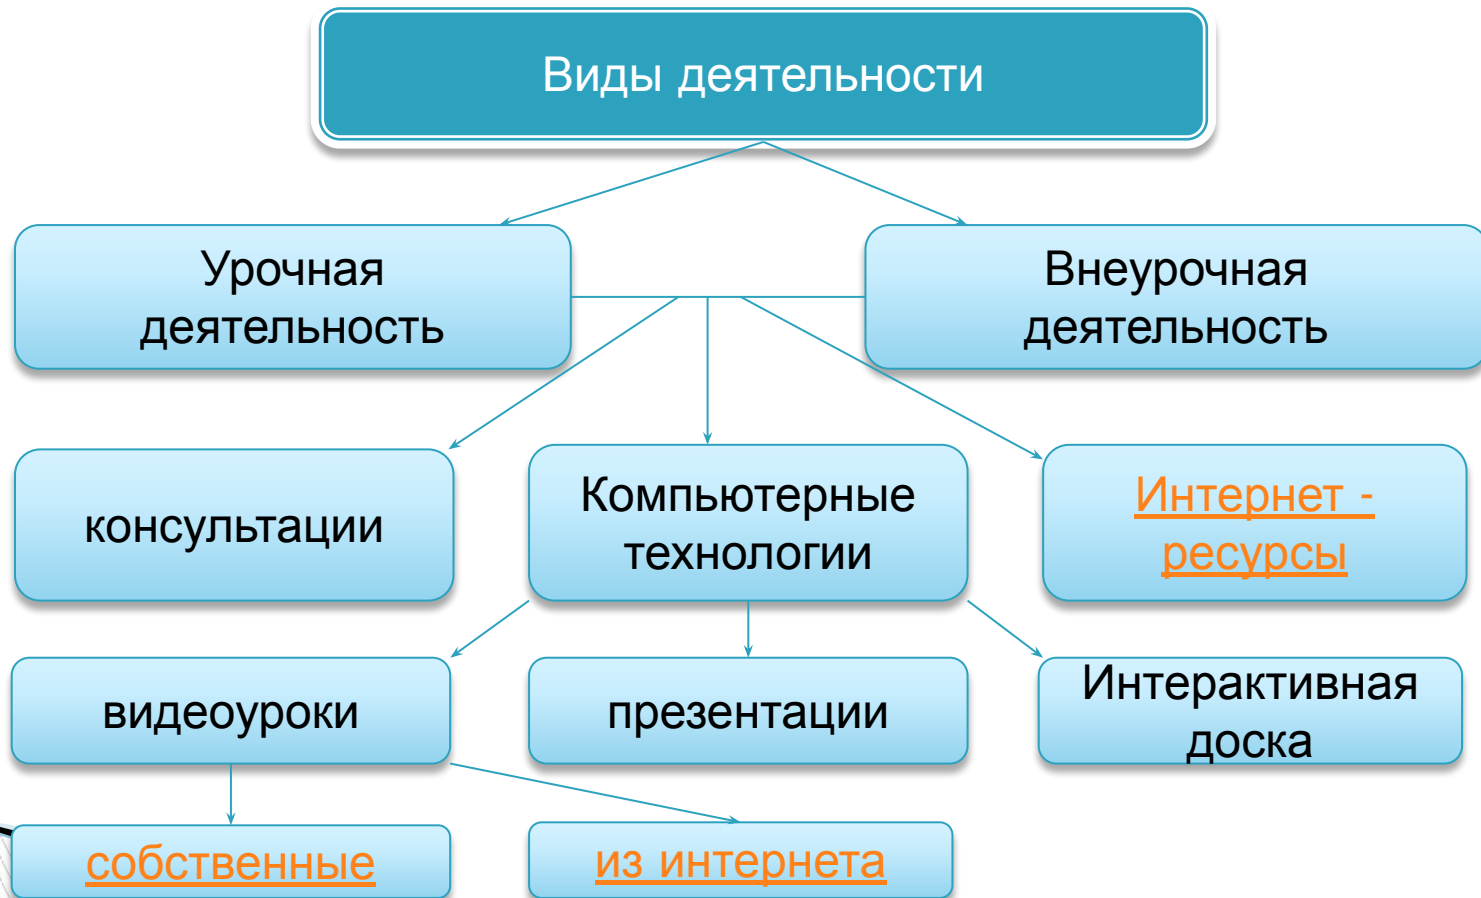 Виды деятельности
Урочная
деятельность
Внеурочная
деятельность
консультации
Компьютерные
технологии
Интернет -
ресурсы
видеоуроки
презентации
Интерактивная
доска
собственные
из интернета